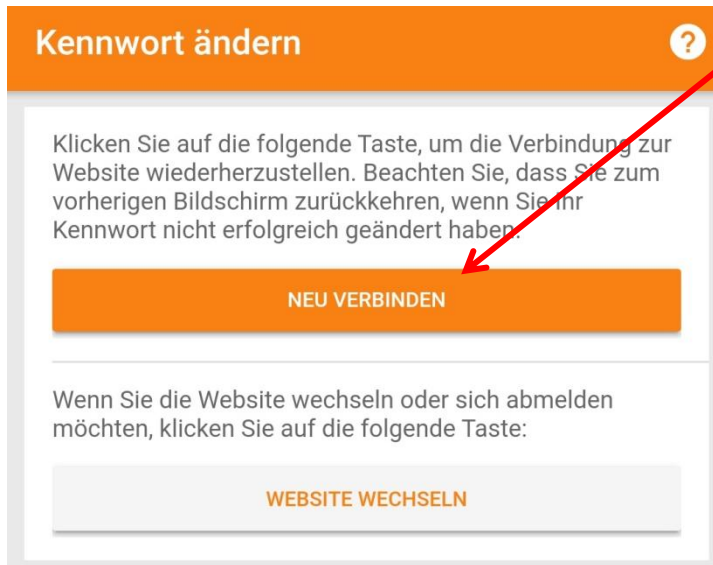 Kennwort ändern
?
Klicken Sie auf die folgende Taste, um die Verbindung zur
Website wiederherzustellen. Beachten Sie, dass Sie zum
vorherigen Bildschirm zurückkehren, wenn Sie Ihr
Kennwort nicht erfolgreich geändert haben.
NEU VERBINDEN
Wenn Sie die Website wechseln oder sich abmelden
möchten, klicken Sie auf die folgende Taste:
WEBSITE WECHSELN